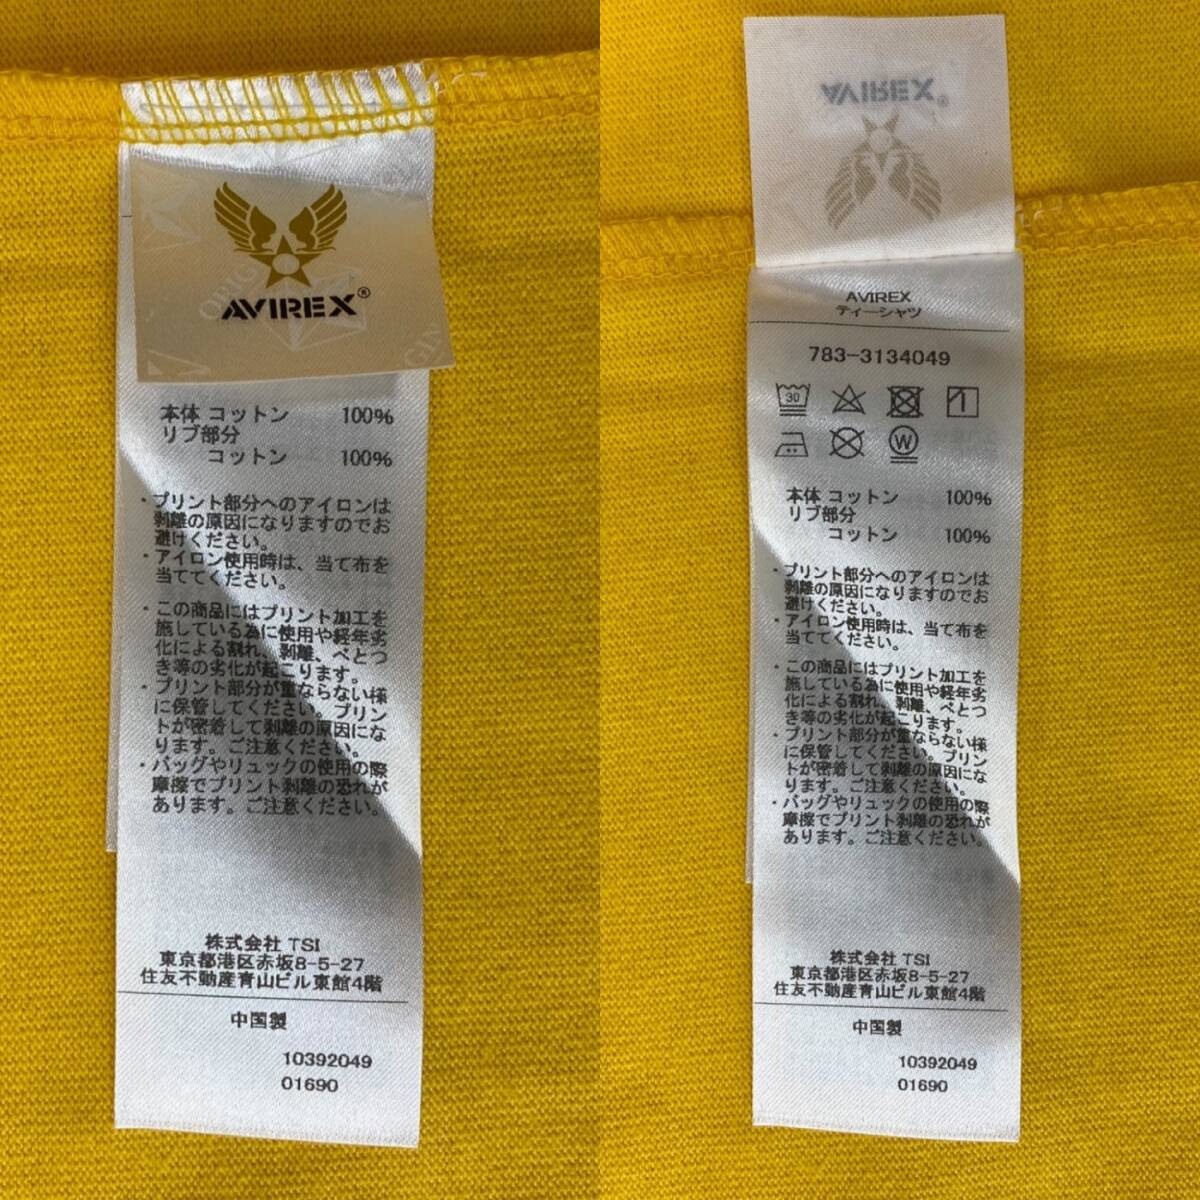 AVIREX®
本体 コットン 100%
リブ部分
コットン 100%
・プリント部分へのアイロンは
剥離の原因になりますのでお
避けください。
・アイロン使用時は、当て布を
当ててください。
・この商品にはプリント加工を
施している為に使用や経年劣
化による割れ、剥離、べとつ
き等の劣化が起こります。
・プリント部分が重ならない様
に保管してください。プリン
トが密着して剥離の原因にな
ります。ご注意ください。
・バッグやリュックの使用の際
摩擦でプリント剥離の恐れが
あります。ご注意ください。
株式会社 TSI
東京都港区赤坂8-5-27
住友不動産青山ビル東館4階
中国製
10392049
01690
AVIREX®
AVIREX
ティーシャツ
783-3134049
30
W
本体 コットン 100%
リブ部分
コットン 100%
・プリント部分へのアイロンは
剥離の原因になりますのでお
避けください。
・アイロン使用時は、当て布を
当ててください。
・この商品にはプリント加工を
施している為に使用や経年劣
化による割れ、剥離、べとつ
き等の劣化が起こります。
・プリント部分が重ならない様
に保管してください。プリン
トが密着して剥離の原因にな
ります。ご注意ください。
・バッグやリュックの使用の際
摩擦でプリント剥離の恐れが
あります。ご注意ください。
株式会社 TSI
東京都港区赤坂8-5-27
住友不動産青山ビル東館4階
中国製
10392049
01690